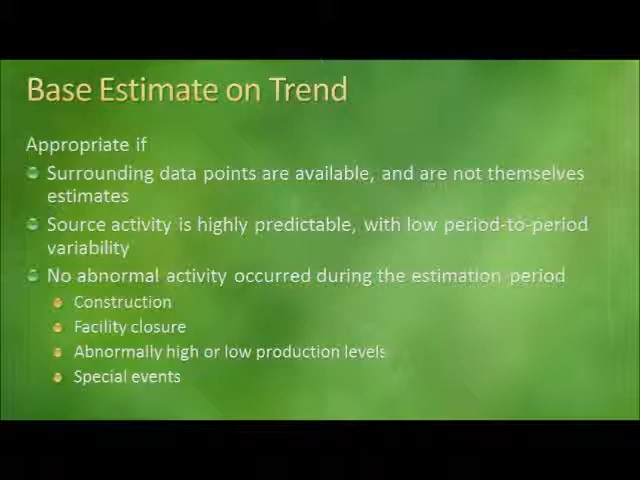 Base Estimate on Trend
Appropriate if
Surrounding data points are available, and are not themselves
estimates
Source activity is highly predictable, with low period-to-period
variability
No abnormal activity occurred during the estimation period
Construction
Facility closure
Abnormally high or low production levels
Special events